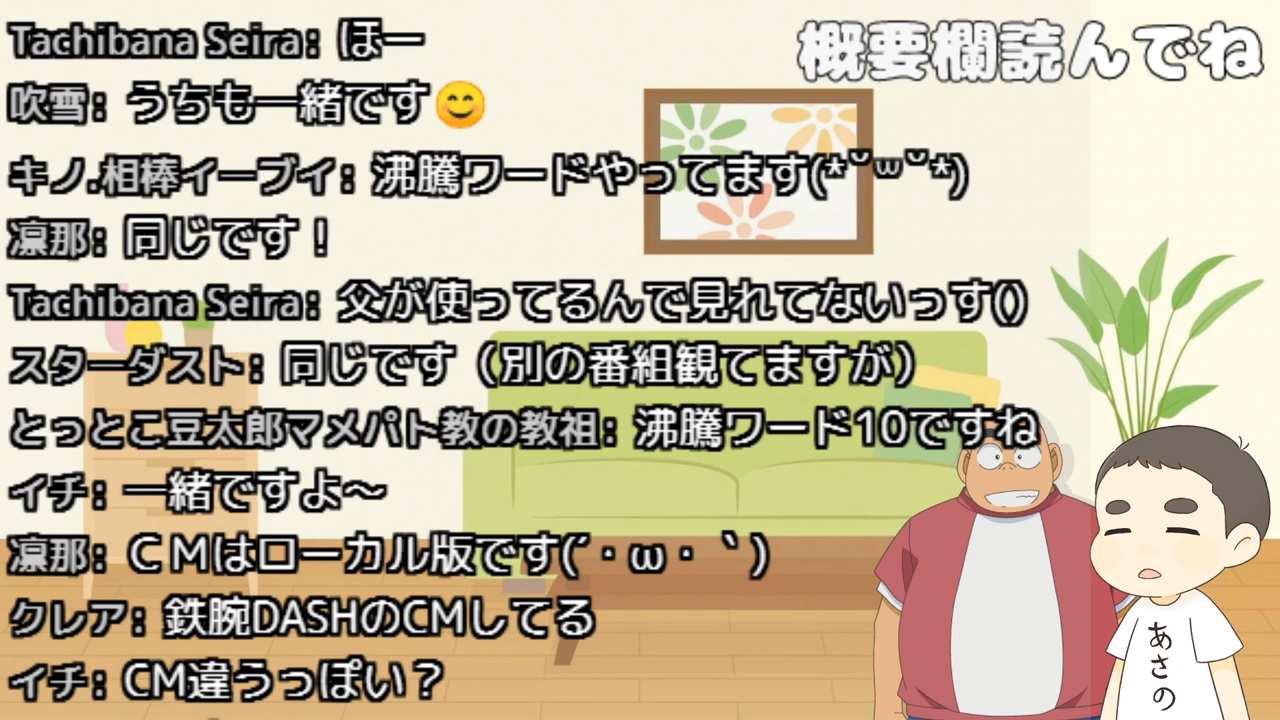 Tachibana Seira: ほー
概要欄読んでね
吹雪: うちも一緒です😊
キノ.相棒イーブイ: 沸騰ワードやってます(*˘꒳˘*)
凛那: 同じです！
Tachibana Seira: 父が使ってるんで見れてないっす()
スターダスト: 同じです（別の番組観てますが）
とっとこ豆太郎マメパト教の教祖: 沸騰ワード10ですね
イチ: 一緒ですよ〜
凛那: ＣＭはローカル版です(´・ω・｀)
クレア: 鉄腕DASHのCMしてる
イチ: CM違うっぽい？
あさの